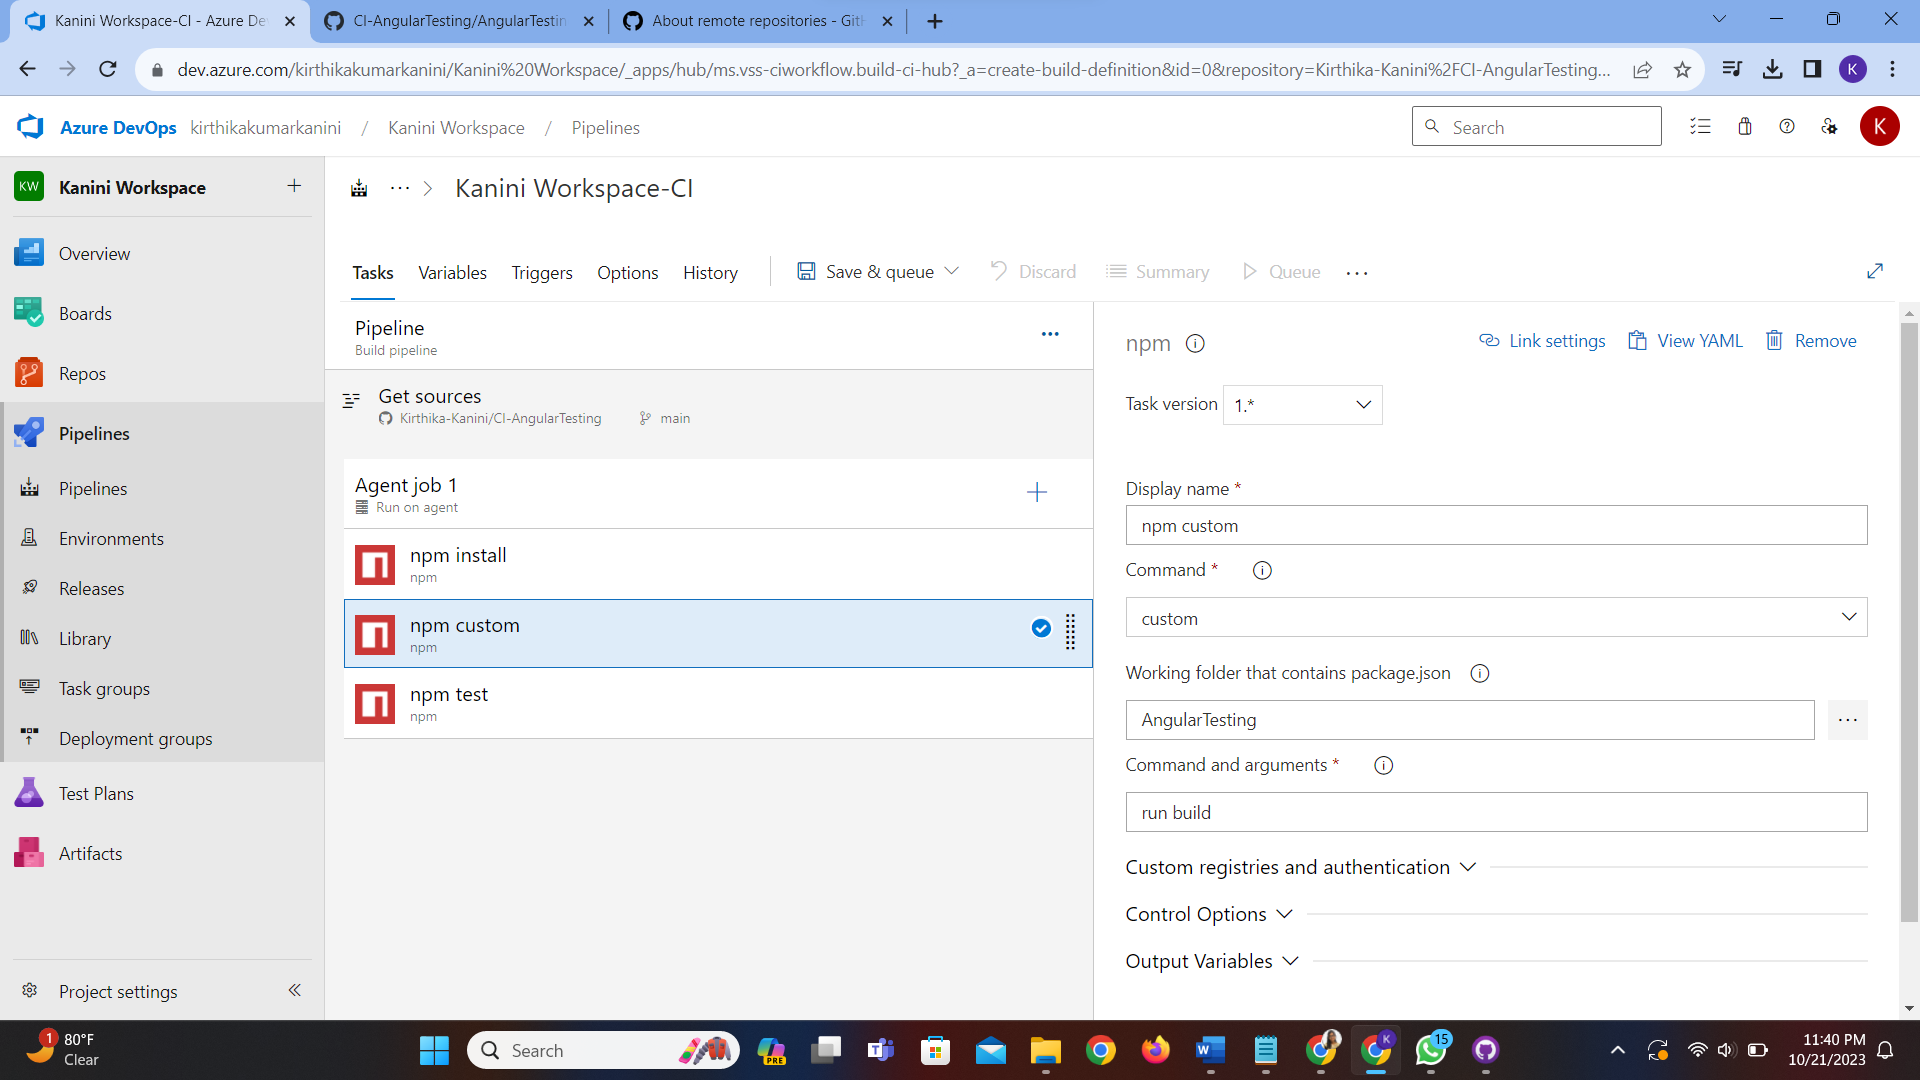 Kanini Workspace-CI - Azure De
CI-AngularTesting/AngularTestin
About remote repositories - GitH
dev.azure.com/kirthikakumarkanini/Kanini%20Workspace/_apps/hub/ms.vss-ciworkflow.build-ci-hub?_a=create-build-definition&id=0&repository=Kirthika-Kanini%2FCI-AngularTesting...
K
Azure DevOps
kirthikakumarkanini / Kanini Workspace / Pipelines
Search
K
KW
Kanini Workspace
Overview
Boards
Repos
Pipelines
Pipelines
Environments
Releases
Library
Task groups
Deployment groups
Test Plans
Artifacts
Project settings
Kanini Workspace-CI
Tasks
Variables
Triggers
Options
History
Save & queue
Discard
Summary
Queue
Pipeline
Build pipeline
Get sources
Kirthika-Kanini/CI-AngularTesting
main
Agent job 1
Run on agent
npm install
npm
npm custom
npm
npm test
npm
npm
Link settings
View YAML
Remove
Task version
1.*
Display name *
npm custom
Command *
custom
Working folder that contains package.json
AngularTesting
Command and arguments *
run build
Custom registries and authentication
Control Options
Output Variables
1
80°F
Clear
Search
PRE
K
15
11:40 PM
10/21/2023